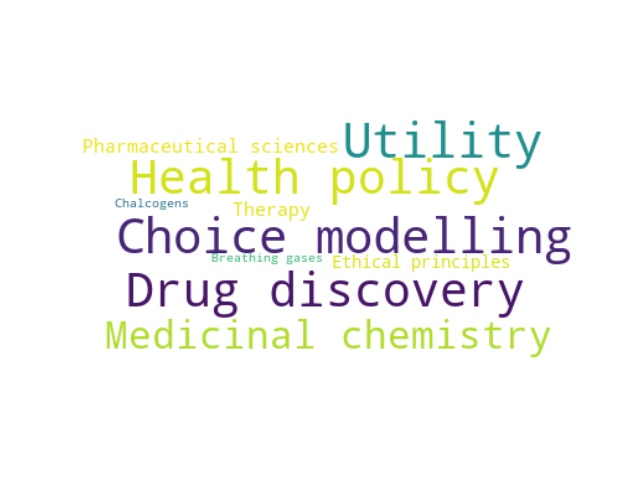 Utility
Pharmaceutical sciences
Health policy
Chalcogens
Therapy
Choice modelling
Breathing gases
Ethical principles
Drug discovery
Medicinal chemistry